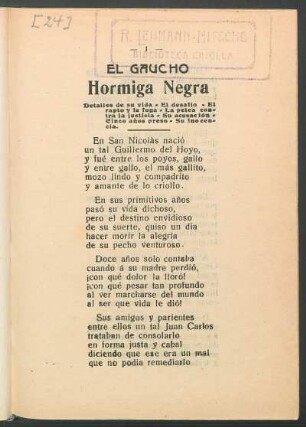 [24]
R. LEHMANN-NITSCHE
BIBLIOTECA CRIOLLA
— 1 —
EL GAUCHO
Hormiga Negra
Detalles de su vida - El desafío - El
rapto y la fuga - La pelea con-
tra la justicia - Su acusación -
Cinco años preso - Su inocen-
cia.
En San Nicolás nació
un tal Guillermo del Hoyo,
y fué entre los poyos, gallo
y entre gallo, el más gallito,
mozo lindo y compadrito
y amante de lo criollo.
En sus primitivos años
pasó su vida dichoso,
pero el destino envidioso
de su suerte, quiso un día
hacer morir la alegría
de su pecho venturoso.
Doce años solo contaba
cuando á su madre perdió,
¡con qué dolor la lloró!
¡con qué pesar tan profundo
al ver marcharse del mundo
al ser que vida le dió!
Sus amigos y parientes
entre ellos un tal Juan Carlos
trataban de consolarlo
en forma justa y cabal
diciendo que ese era un mal
que no podia remediarlo